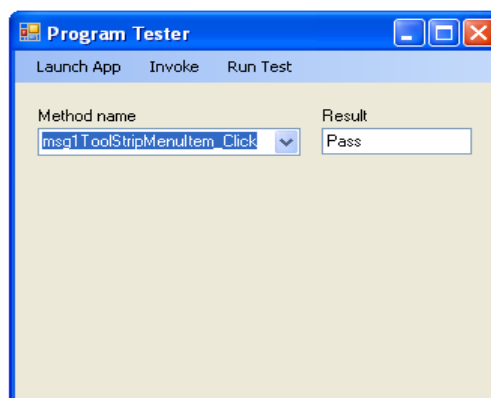 Program Tester
Launch App Invoke Run Test
Method name Result
msg1ToolStripMenuItem_Click Pass